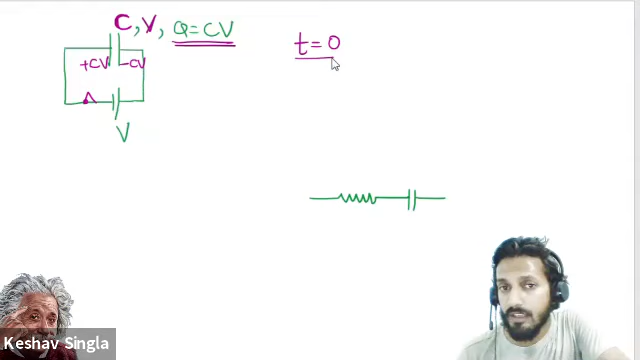 C, V, Q = CV
t = 0
+CV -CV
V
Keshav Singla